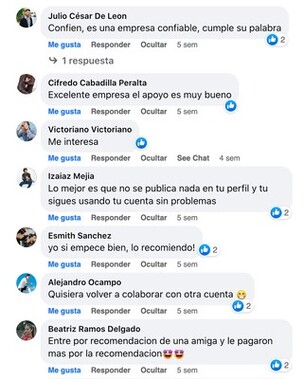 Julio César De Leon
Confien, es una empresa confiable, cumple su palabra
2
Me gusta Responder Ocultar 5 sem
1 respuesta
Cifredo Cabadilla Peralta
Excelente empresa el apoyo es muy bueno
Me gusta Responder Ocultar 5 sem
Victoriano Victoriano
Me interesa
Me gusta Responder Ocultar See Chat 4 sem
Izaiaz Mejia
Lo mejor es que no se publica nada en tu perfil y tu
sigues usando tu cuenta sin problemas
2
Me gusta Responder Ocultar 5 sem
Esmith Sanchez
yo si empece bien, lo recomiendo!
2
Me gusta Responder Ocultar 5 sem
Alejandro Ocampo
Quisiera volver a colaborar con otra cuenta
2
Me gusta Responder Ocultar 5 sem
Beatriz Ramos Delgado
Entre por recomendacion de una amiga y le pagaron
mas por la recomendacion
2
Me gusta Responder Ocultar 5 sem